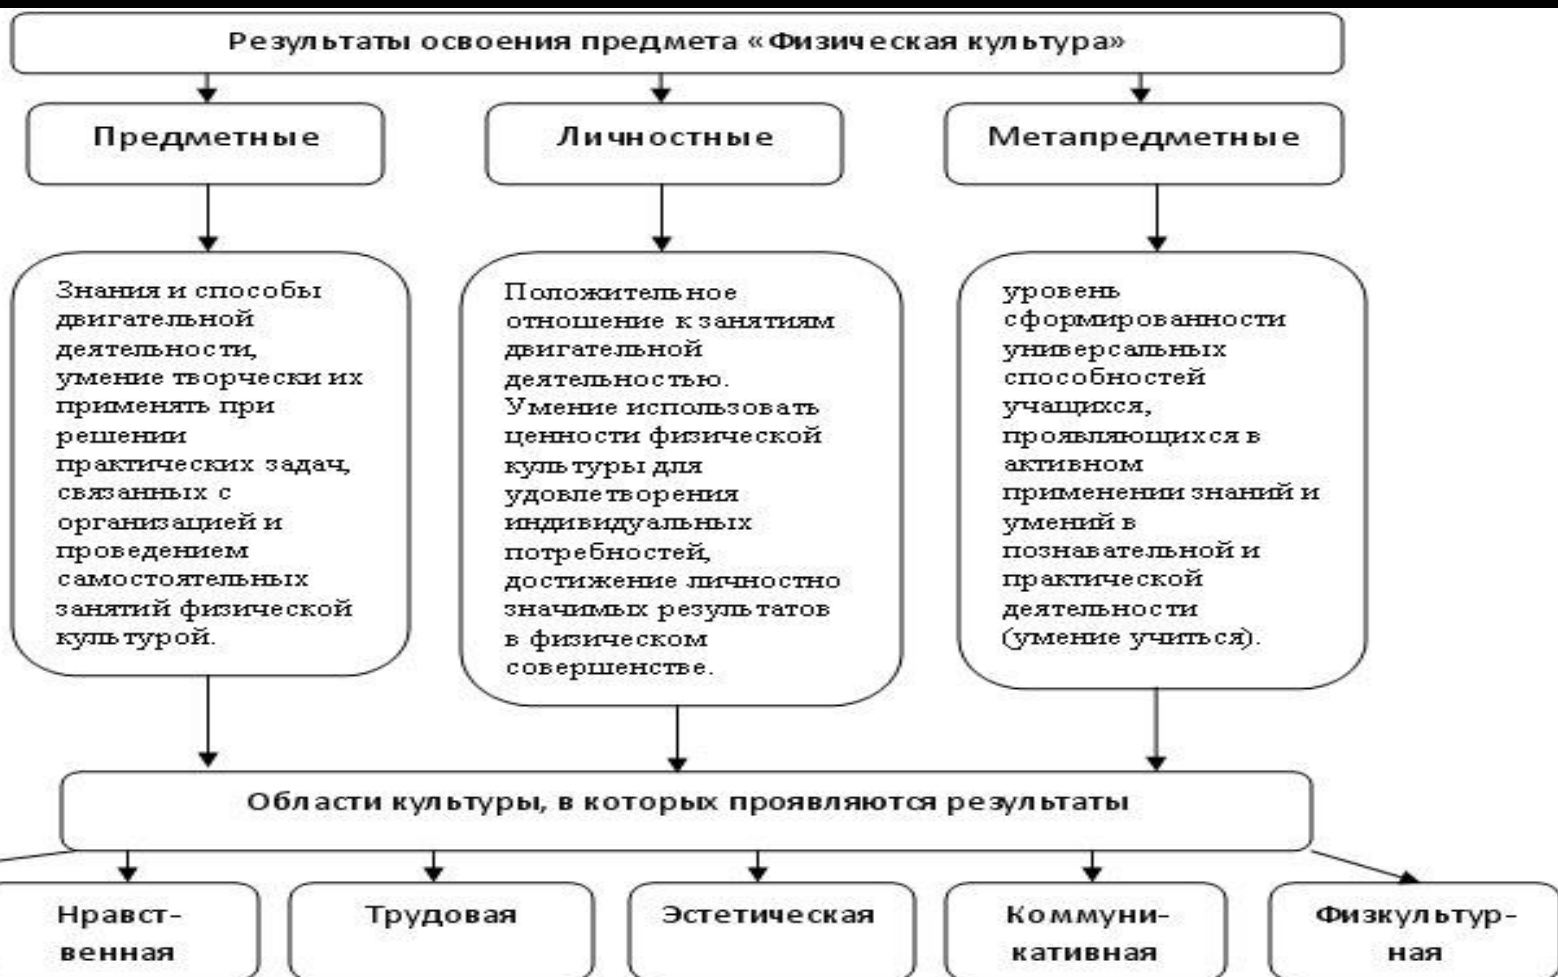 Результаты освоения предмета «Физическая культура»
Предметные
Личностные
Метапредметные
Знания и способы
двигательной
деятельности,
умение творчески их
применять при
решении
практических задач,
связанных с
организацией и
проведением
самостоятельных
занятий физической
культурой.
Положительное
отношение к занятиям
двигательной
деятельностью.
Умение использовать
ценности физической
культуры для
удовлетворения
индивидуальных
потребностей,
достижение личностно
значимых результатов
в физическом
совершенстве.
уровень
сформированности
универсальных
способностей
учащихся,
проявляющихся в
активном
применении знаний и
умений в
познавательной и
практической
деятельности
(умение учиться).
Области культуры, в которых проявляются результаты
Нравст-
венная
Трудовая
Эстетическая
Коммуни-
кативная
Физкультур-
ная